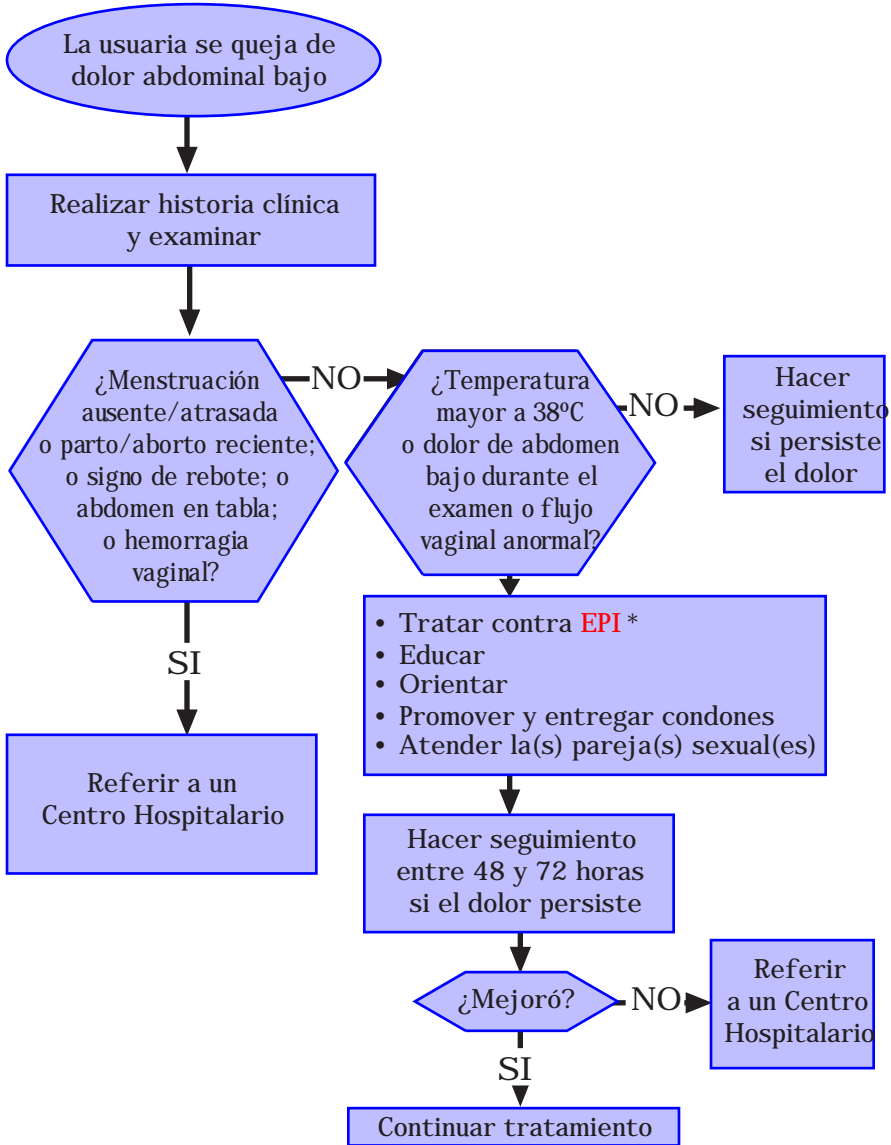 La usuaria se queja de
dolor abdominal bajo
Realizar historia clínica
y examinar
¿Menstruación
ausente/atrasada
o parto/aborto reciente;
o signo de rebote; o
abdomen en tabla;
o hemorragia
vaginal?
NO
¿Temperatura
mayor a 38ºC
o dolor de abdomen
bajo durante el
examen o flujo
vaginal anormal?
NO
Hacer
seguimiento
si persiste
el dolor
SI
Referir a un
Centro Hospitalario
• Tratar contra EPI *
• Educar
• Orientar
• Promover y entregar condones
• Atender la(s) pareja(s) sexual(es)
Hacer seguimiento
entre 48 y 72 horas
si el dolor persiste
¿Mejoró?
NO
Referir
a un Centro
Hospitalario
SI
Continuar tratamiento